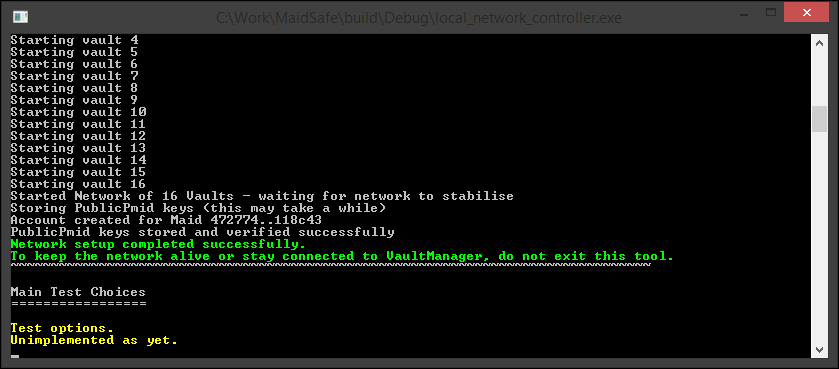 C:\Work\MaidSafe\build\Debug\local_network_controller.exe
Starting vault 4
Starting vault 5
Starting vault 6
Starting vault 7
Starting vault 8
Starting vault 9
Starting vault 10
Starting vault 11
Starting vault 12
Starting vault 13
Starting vault 14
Starting vault 15
Starting vault 16
Started Network of 16 Vaults - waiting for network to stabilise
Storing PublicPmid keys (this may take a while)
Account created for Maid 472774..118c43
PublicPmid keys stored and verified successfully
Network setup completed successfully.
To keep the network alive or stay connected to VaultManager, do not exit this tool.
~~~~~~~~~~~~~~~~~~~~~~~~~~~~~~~~~~~~~~~~~~~~~~~~~~~~~~~~~~~~~~~~~~~~~~~~~~~~~~~~
Main Test Choices
=================
Test options.
Unimplemented as yet.